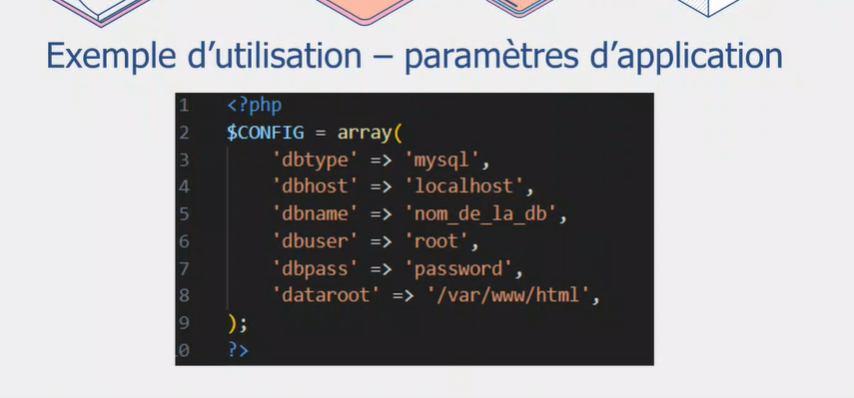 Exemple d'utilisation – paramètres d'application
1 <?php
2 $CONFIG = array(
3 'dbtype' => 'mysql',
4 'dbhost' => 'localhost',
5 'dbname' => 'nom_de_la_db',
6 'dbuser' => 'root',
7 'dbpass' => 'password',
8 'dataroot' => '/var/www/html',
9 );
10 ?>